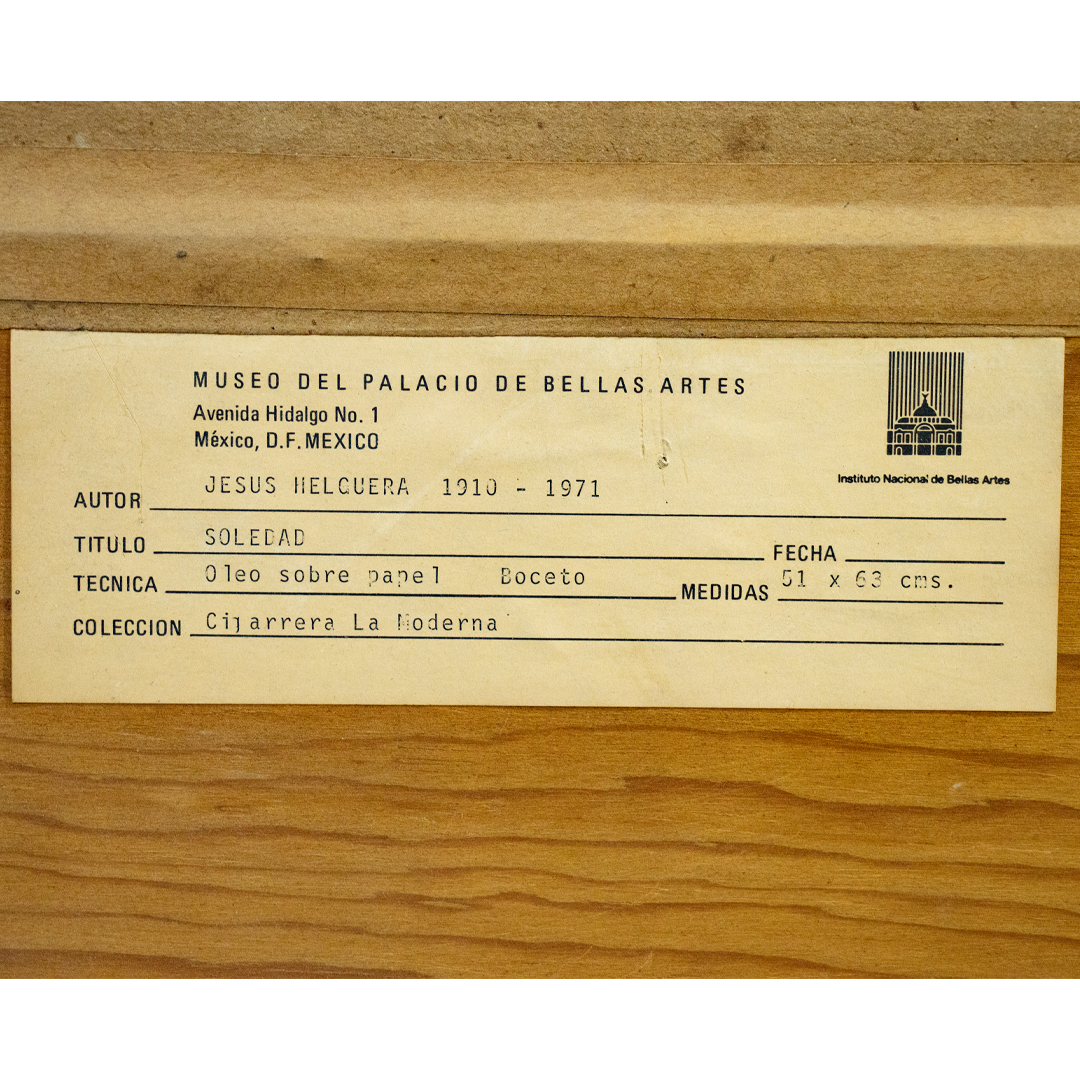 MUSEO DEL PALACIO DE BELLAS ARTES
Avenida Hidalgo No. 1
México, D.F. MEXICO
Instituto Nacional de Bellas Artes
AUTOR JESUS HELGUERA 1910 - 1971
TITULO SOLEDAD FECHA
TECNICA Oleo sobre papel Boceto MEDIDAS 51 x 63 cms.
COLECCION Cijarrera La Moderna